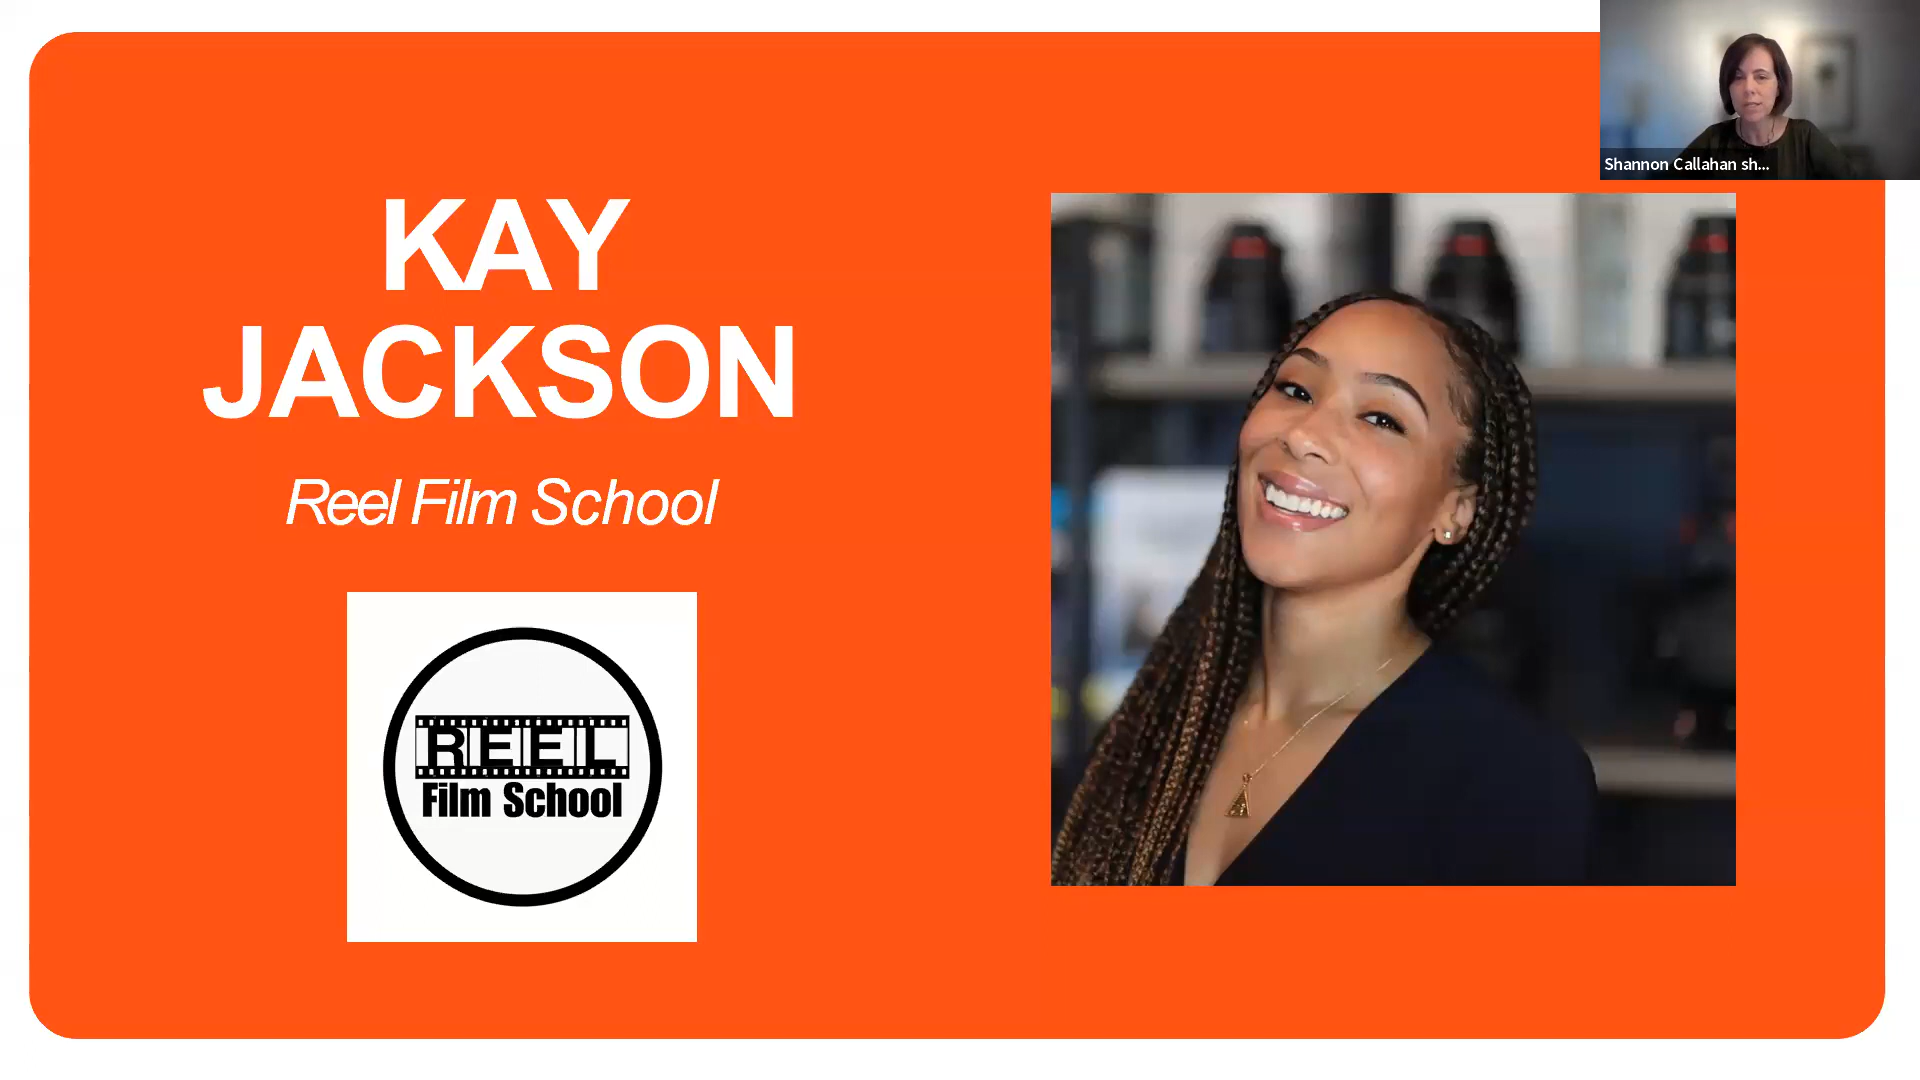 KAY
JACKSON
Reel Film School
REEL
Film School
Shannon Callahan sh...